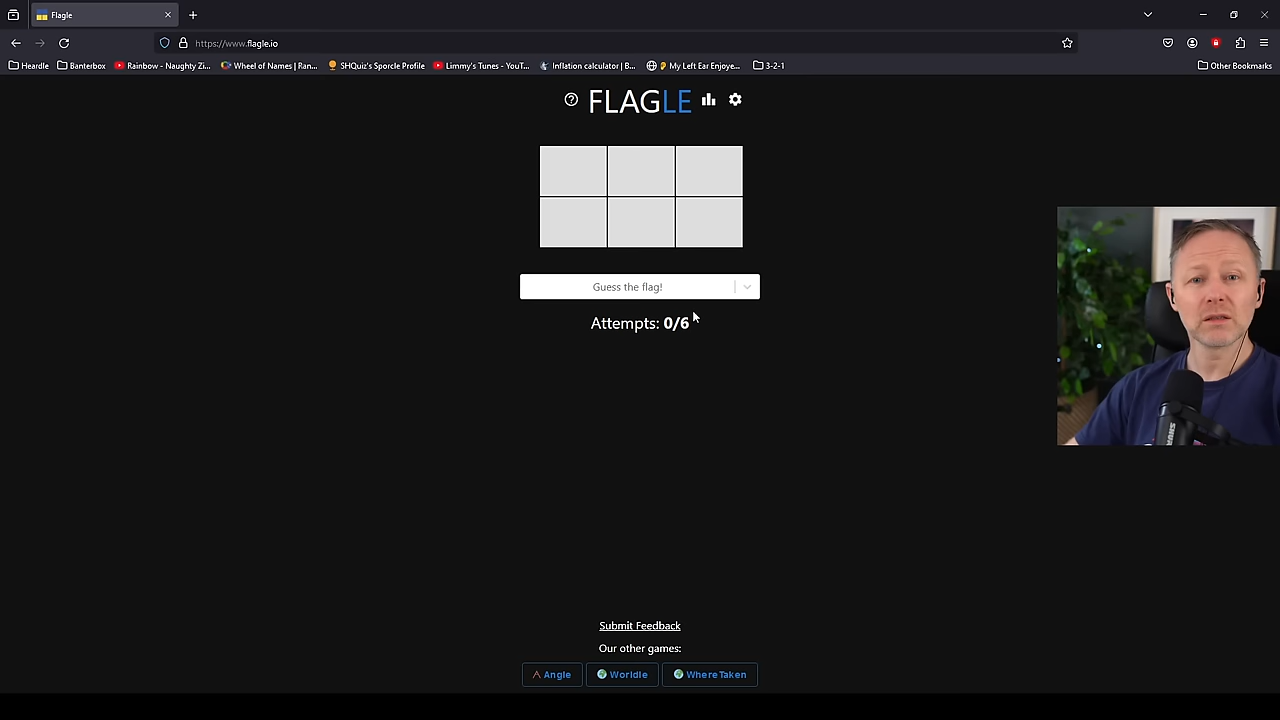 Flagle
https://www.flagle.io
Heardle
Banterbox
Rainbow - Naughty Zi...
Wheel of Names | Ran...
SHQuiz's Sporcle Profile
Limmy's Tunes - YouT...
Inflation calculator | B...
My Left Ear Enjoye...
3-2-1
Other Bookmarks
FLAGLE
Guess the flag!
Attempts: 0/6
Submit Feedback
Our other games:
Angle
Worldle
WhereTaken